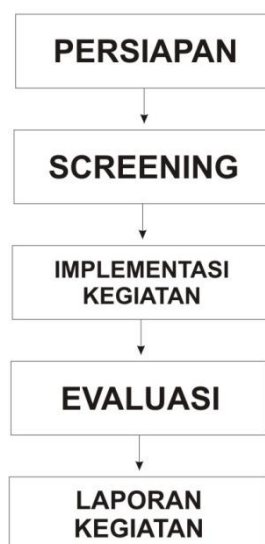 PERSIAPAN
SCREENING
IMPLEMENTASI
KEGIATAN
EVALUASI
LAPORAN
KEGIATAN